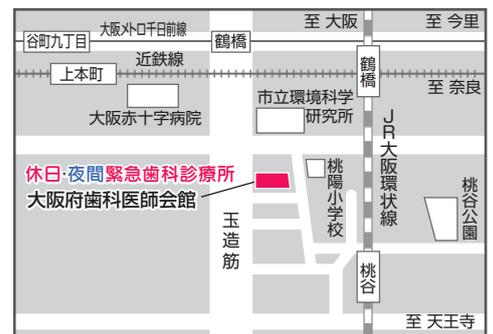 至 大阪
至 今里
大阪メトロ千日前線
谷町九丁目
鶴橋
近鉄線
鶴橋
上本町
至 奈良
大阪赤十字病院
市立環境科学
研究所
JR大阪環状線
休日・夜間緊急歯科診療所
大阪府歯科医師会館
桃陽小学校
桃谷公園
玉造筋
桃谷
至 天王寺